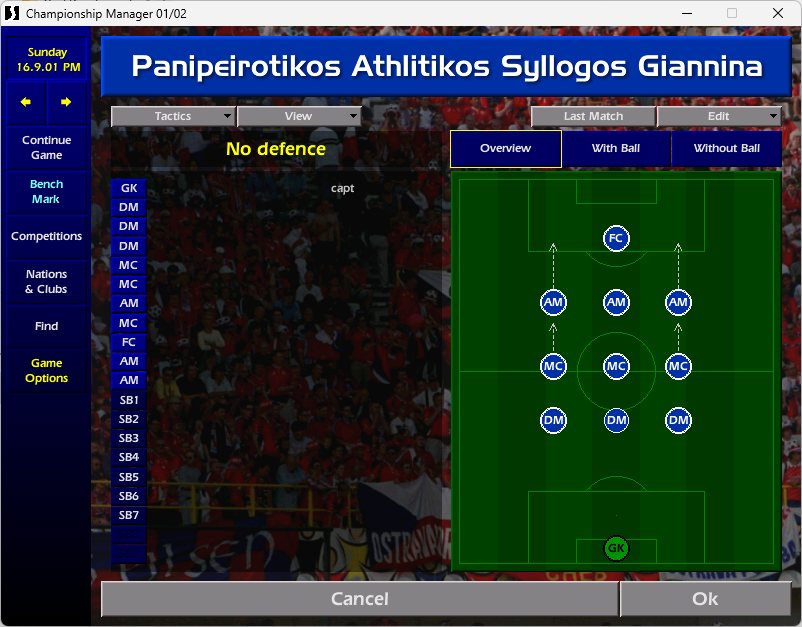 Championship Manager 01/02
Sunday
16.9.01 PM
Continue
Game
Bench
Mark
Competitions
Nations
& Clubs
Find
Game
Options
Panipeirotikos Athlitikos Syllogos Giannina
Tactics
View
Last Match
Edit
No defence
Overview
With Ball
Without Ball
GK capt
DM
DM
DM
MC
MC
AM
MC
FC
AM
AM
SB1
SB2
SB3
SB4
SB5
SB6
SB7
FC
AM AM AM
MC MC MC
DM DM DM
GK
Cancel
Ok